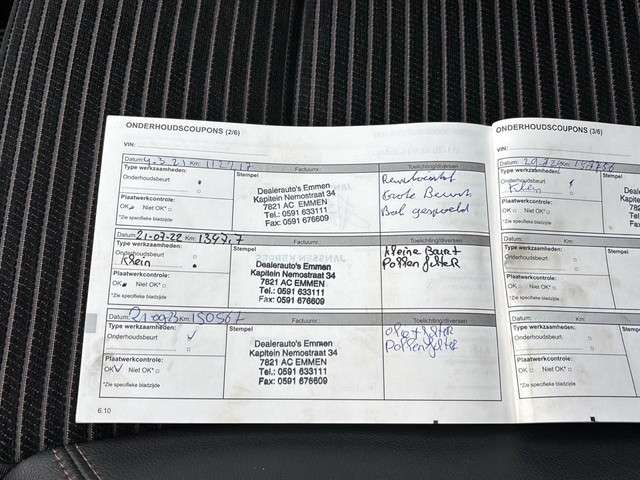 ONDERHOUDSCOUPONS (2/6)
VIN:
Datum: 4-3-21 Km:
Factuurnr.:
Toelichting/diversen
Type werkzaamheden:
Stempel
Onderhoudsbeurt
Plaatwerkcontrole:
OK Niet OK*
*Zie specifieke bladzijde
Dealerauto's Emmen
Kapitein Nemostraat 34
7821 AC EMMEN
Tel.: 0591 633111
Fax: 0591 676609
Grote Beurt
Datum: 21-07-22 Km: 1347,7
Factuurnr.:
Toelichting/diversen
Type werkzaamheden:
Stempel
Onderhoudsbeurt
Klein
Plaatwerkcontrole:
OK Niet OK*
*Zie specifieke bladzijde
Dealerauto's Emmen
Kapitein Nemostraat 34
7821 AC EMMEN
Tel.: 0591 633111
Fax: 0591 676609
kleine Beurt
Pollen filter
Datum: 21-09-23 Km: 150567
Factuurnr.:
Toelichting/diversen
Type werkzaamheden:
Stempel
Onderhoudsbeurt
Plaatwerkcontrole:
OK Niet OK*
*Zie specifieke bladzijde
Dealerauto's Emmen
Kapitein Nemostraat 34
7821 AC EMMEN
Tel.: 0591 633111
Fax: 0591 676609
Pollenfilter
6.10
ONDERHOUDSCOUPONS (3/6)
VIN:
Datum: Km:
Type werkzaamheden:
Onderhoudsbeurt
Klein
Plaatwerkcontrole:
OK Niet OK*
*Zie specifieke bladzijde
Datum: Km:
Type werkzaamheden:
Onderhoudsbeurt
Plaatwerkcontrole:
OK Niet OK*
*Zie specifieke bladzijde
Datum: Km:
Type werkzaamheden:
Onderhoudsbeurt
Plaatwerkcontrole:
OK Niet OK*
*Zie specifieke bladzijde